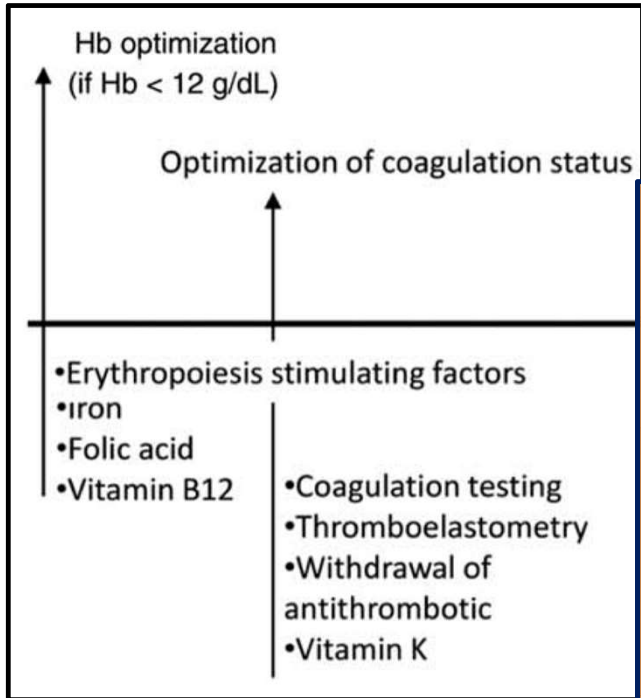 Hb optimization
(if Hb < 12 g/dL)
Optimization of coagulation status
•Erythropoiesis stimulating factors
•Iron
•Folic acid
•Vitamin B12
•Coagulation testing
•Thromboelastometry
•Withdrawal of
antithrombotic
•Vitamin K